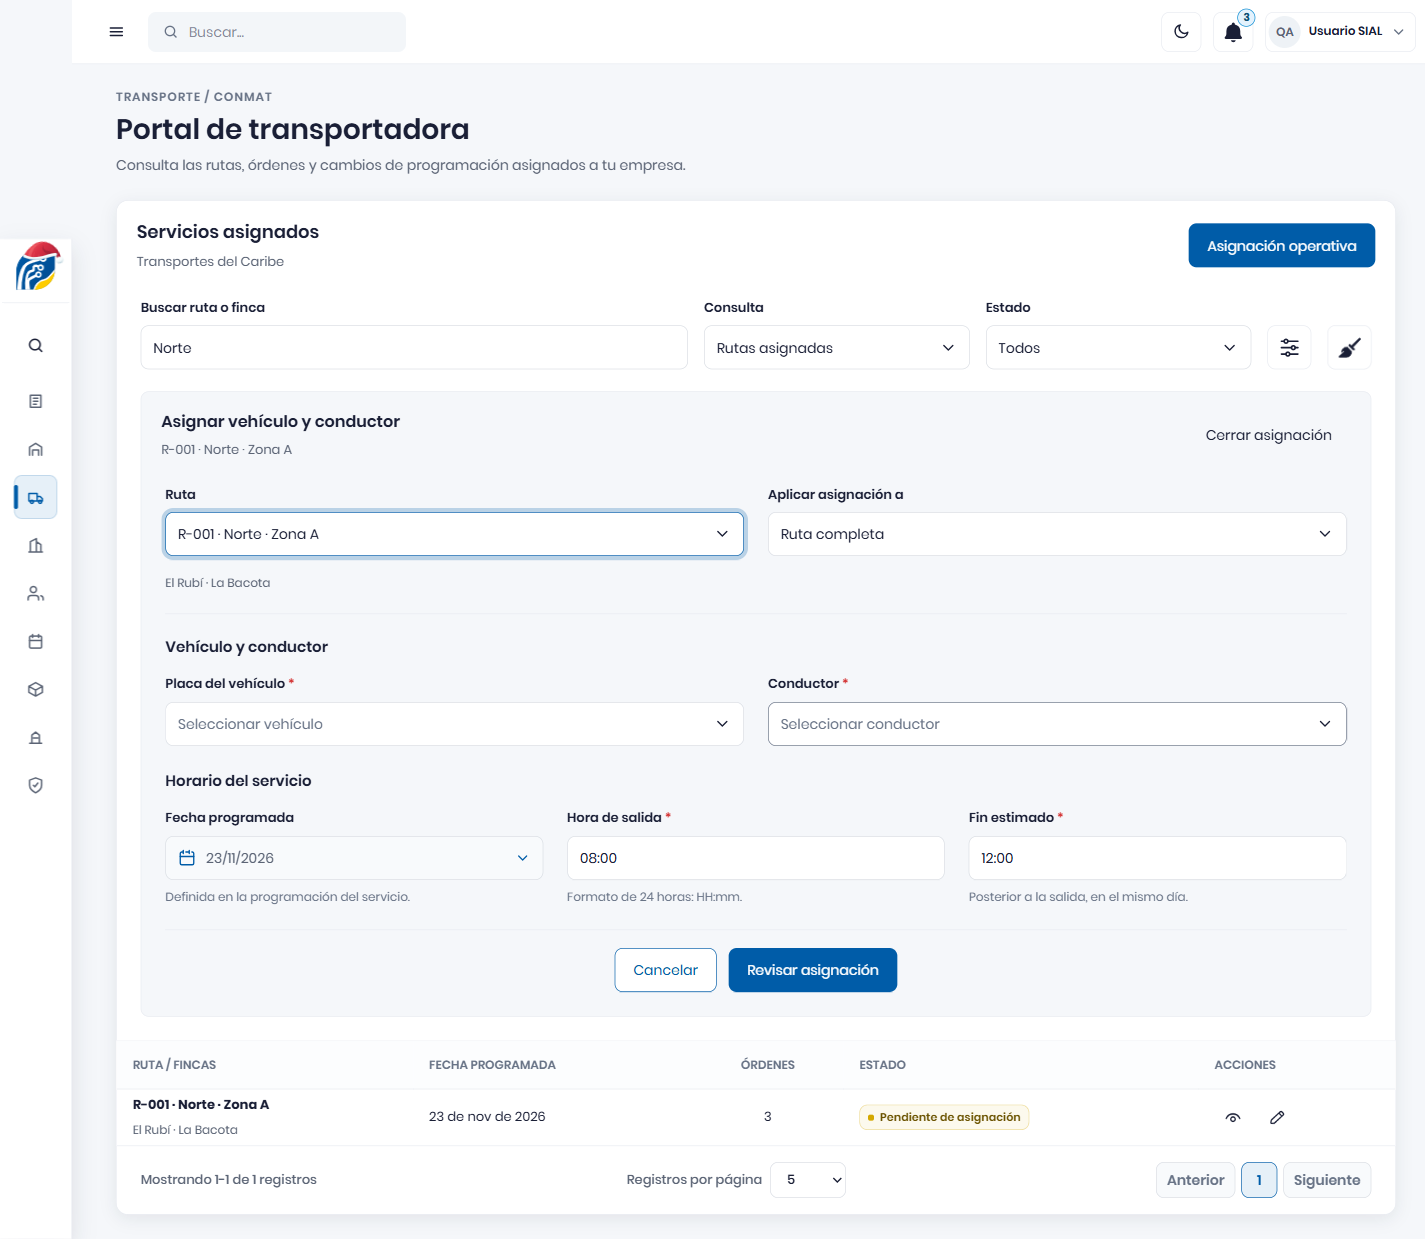 Buscar...
3
QA
Usuario SIAL
TRANSPORTE / CONMAT
Portal de transportadora
Consulta las rutas, órdenes y cambios de programación asignados a tu empresa.
Servicios asignados
Transportes del Caribe
Asignación operativa
Buscar ruta o finca
Consulta
Estado
Norte
Rutas asignadas
Todos
Asignar vehículo y conductor
R-001 · Norte · Zona A
Cerrar asignación
Ruta
Aplicar asignación a
R-001 · Norte · Zona A
Ruta completa
El Rubí · La Bacota
Vehículo y conductor
Placa del vehículo *
Conductor *
Seleccionar vehículo
Seleccionar conductor
Horario del servicio
Fecha programada
Hora de salida *
Fin estimado *
23/11/2026
08:00
12:00
Definida en la programación del servicio.
Formato de 24 horas: HH:mm.
Posterior a la salida, en el mismo día.
Cancelar
Revisar asignación
RUTA / FINCAS
FECHA PROGRAMADA
ÓRDENES
ESTADO
ACCIONES
R-001 · Norte · Zona A
El Rubí · La Bacota
23 de nov de 2026
3
Pendiente de asignación
Mostrando 1-1 de 1 registros
Registros por página
5
Anterior
1
Siguiente